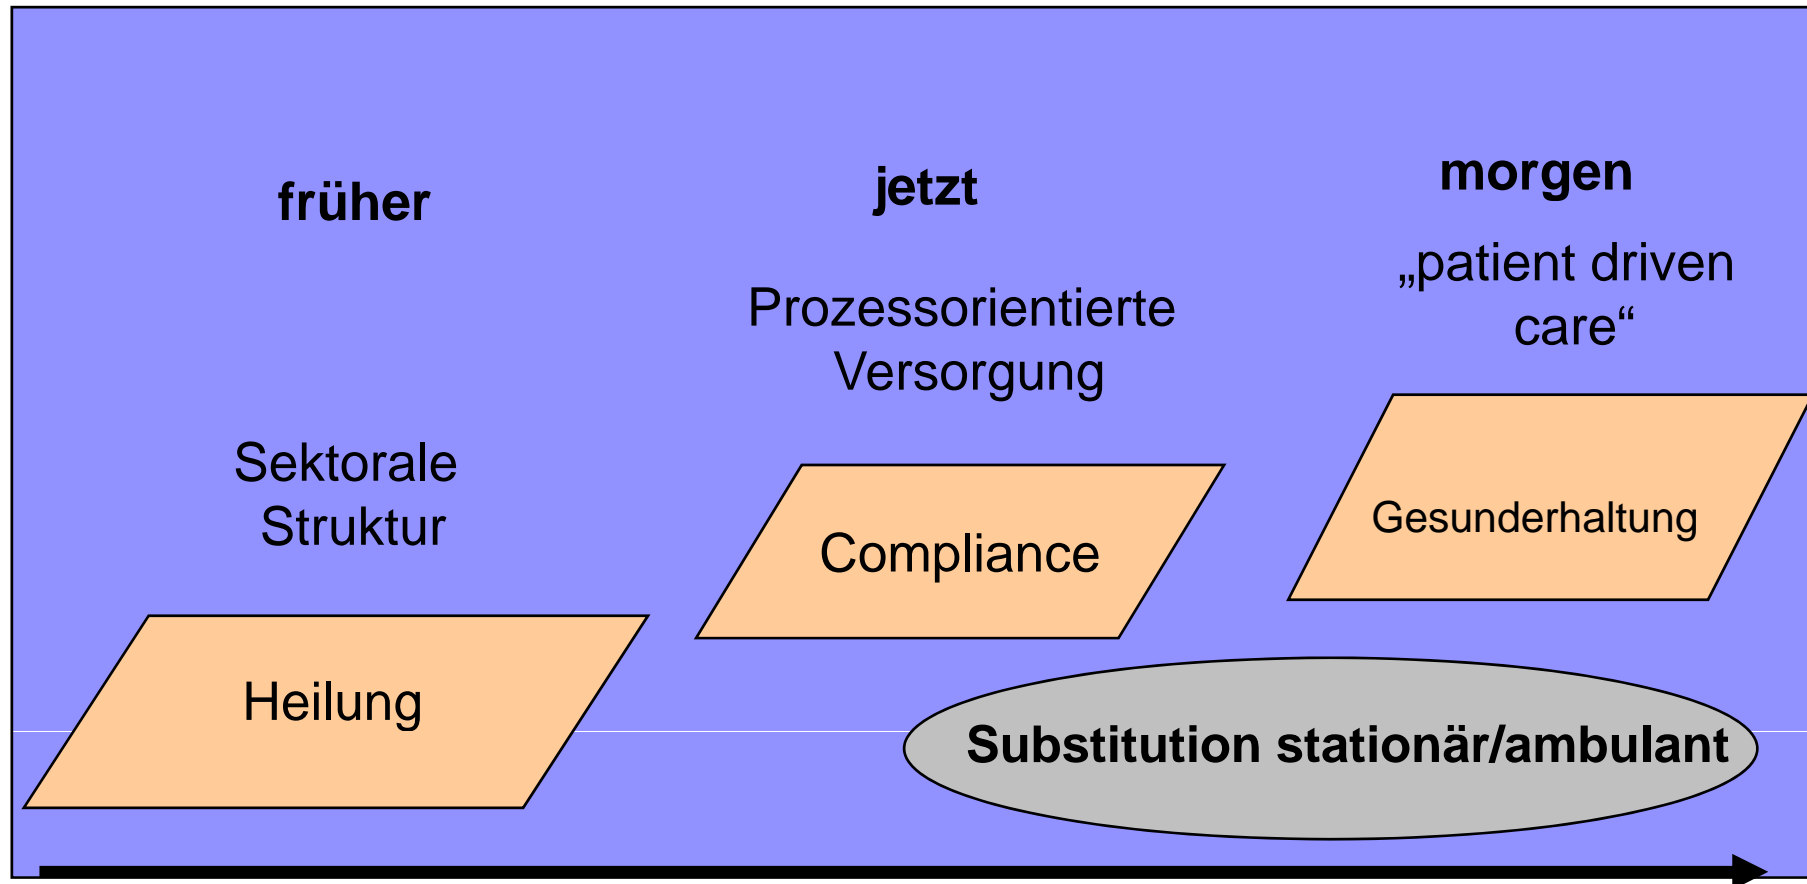 früher
Sektorale
Struktur
Heilung
jetzt
Prozessorientierte
Versorgung
Compliance
morgen
„patient driven
care“
Gesunderhaltung
Substitution stationär/ambulant